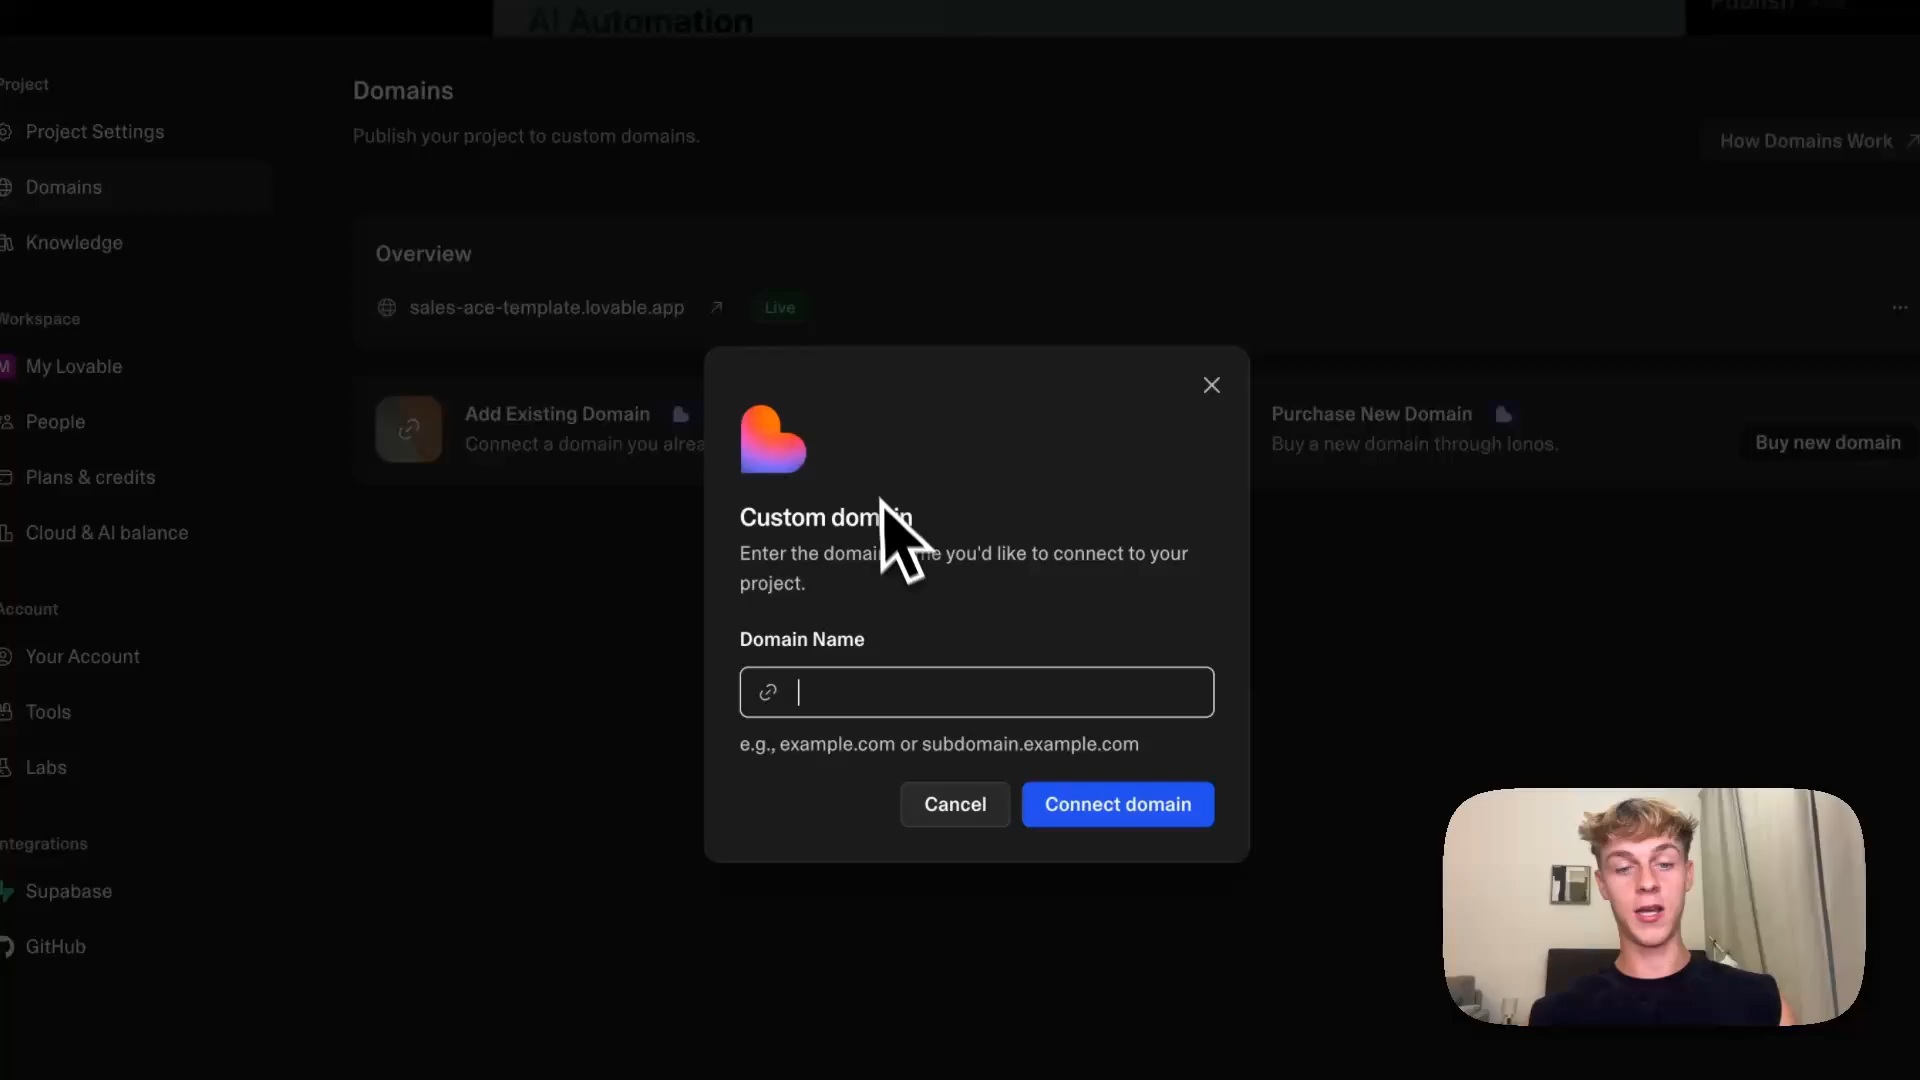 AI Automation
Publish
Project
Project Settings
Domains
Knowledge
Workspace
M My Lovable
People
Plans & credits
Cloud & AI balance
Account
Your Account
Tools
Labs
Integrations
Supabase
GitHub
Domains
Publish your project to custom domains.
How Domains Work
Overview
sales-ace-template.lovable.app
Live
Add Existing Domain
Connect a domain you alrea
Purchase New Domain
Buy a new domain through Ionos.
Buy new domain
Custom domain
Enter the domain you'd like to connect to your
project.
Domain Name
e.g., example.com or subdomain.example.com
Cancel
Connect domain